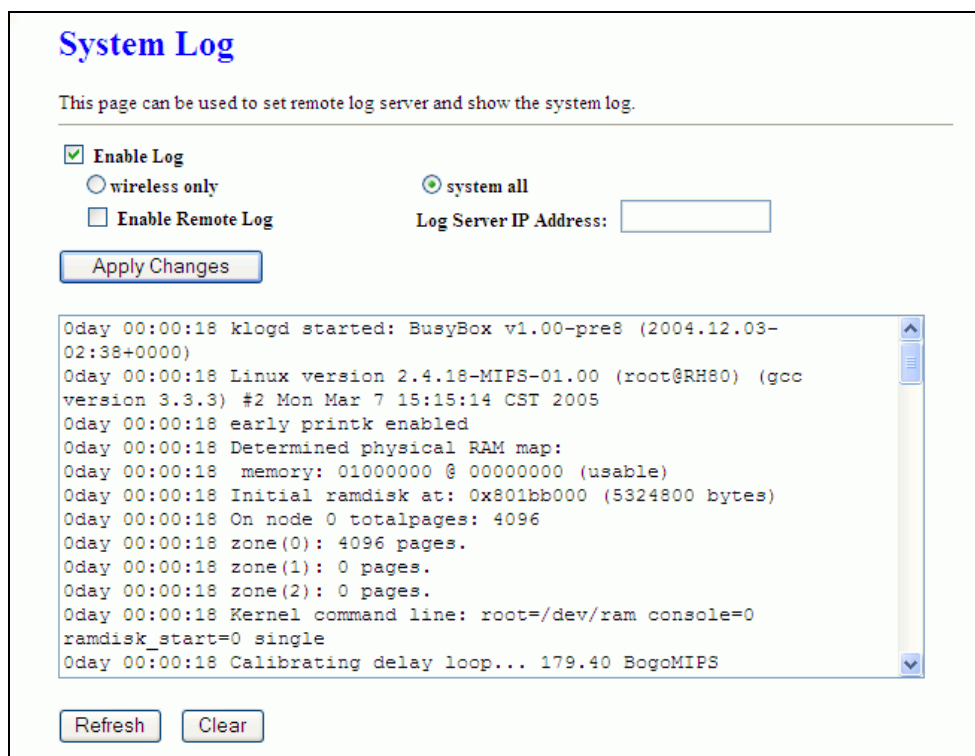 System Log
This page can be used to set remote log server and show the system log.
Enable Log
wireless only
system all
Enable Remote Log
Log Server IP Address:
Apply Changes
0day 00:00:18 klogd started: BusyBox v1.00-pre8 (2004.12.03-
02:38+0000)
0day 00:00:18 Linux version 2.4.18-MIPS-01.00 (root@RH80) (gcc
version 3.3.3) #2 Mon Mar 7 15:15:14 CST 2005
0day 00:00:18 early printk enabled
0day 00:00:18 Determined physical RAM map:
0day 00:00:18  memory: 01000000 @ 00000000 (usable)
0day 00:00:18 Initial ramdisk at: 0x801bb000 (5324800 bytes)
0day 00:00:18 On node 0 totalpages: 4096
0day 00:00:18 zone(0): 4096 pages.
0day 00:00:18 zone(1): 0 pages.
0day 00:00:18 zone(2): 0 pages.
0day 00:00:18 Kernel command line: root=/dev/ram console=0
ramdisk_start=0 single
0day 00:00:18 Calibrating delay loop... 179.40 BogoMIPS
Refresh
Clear